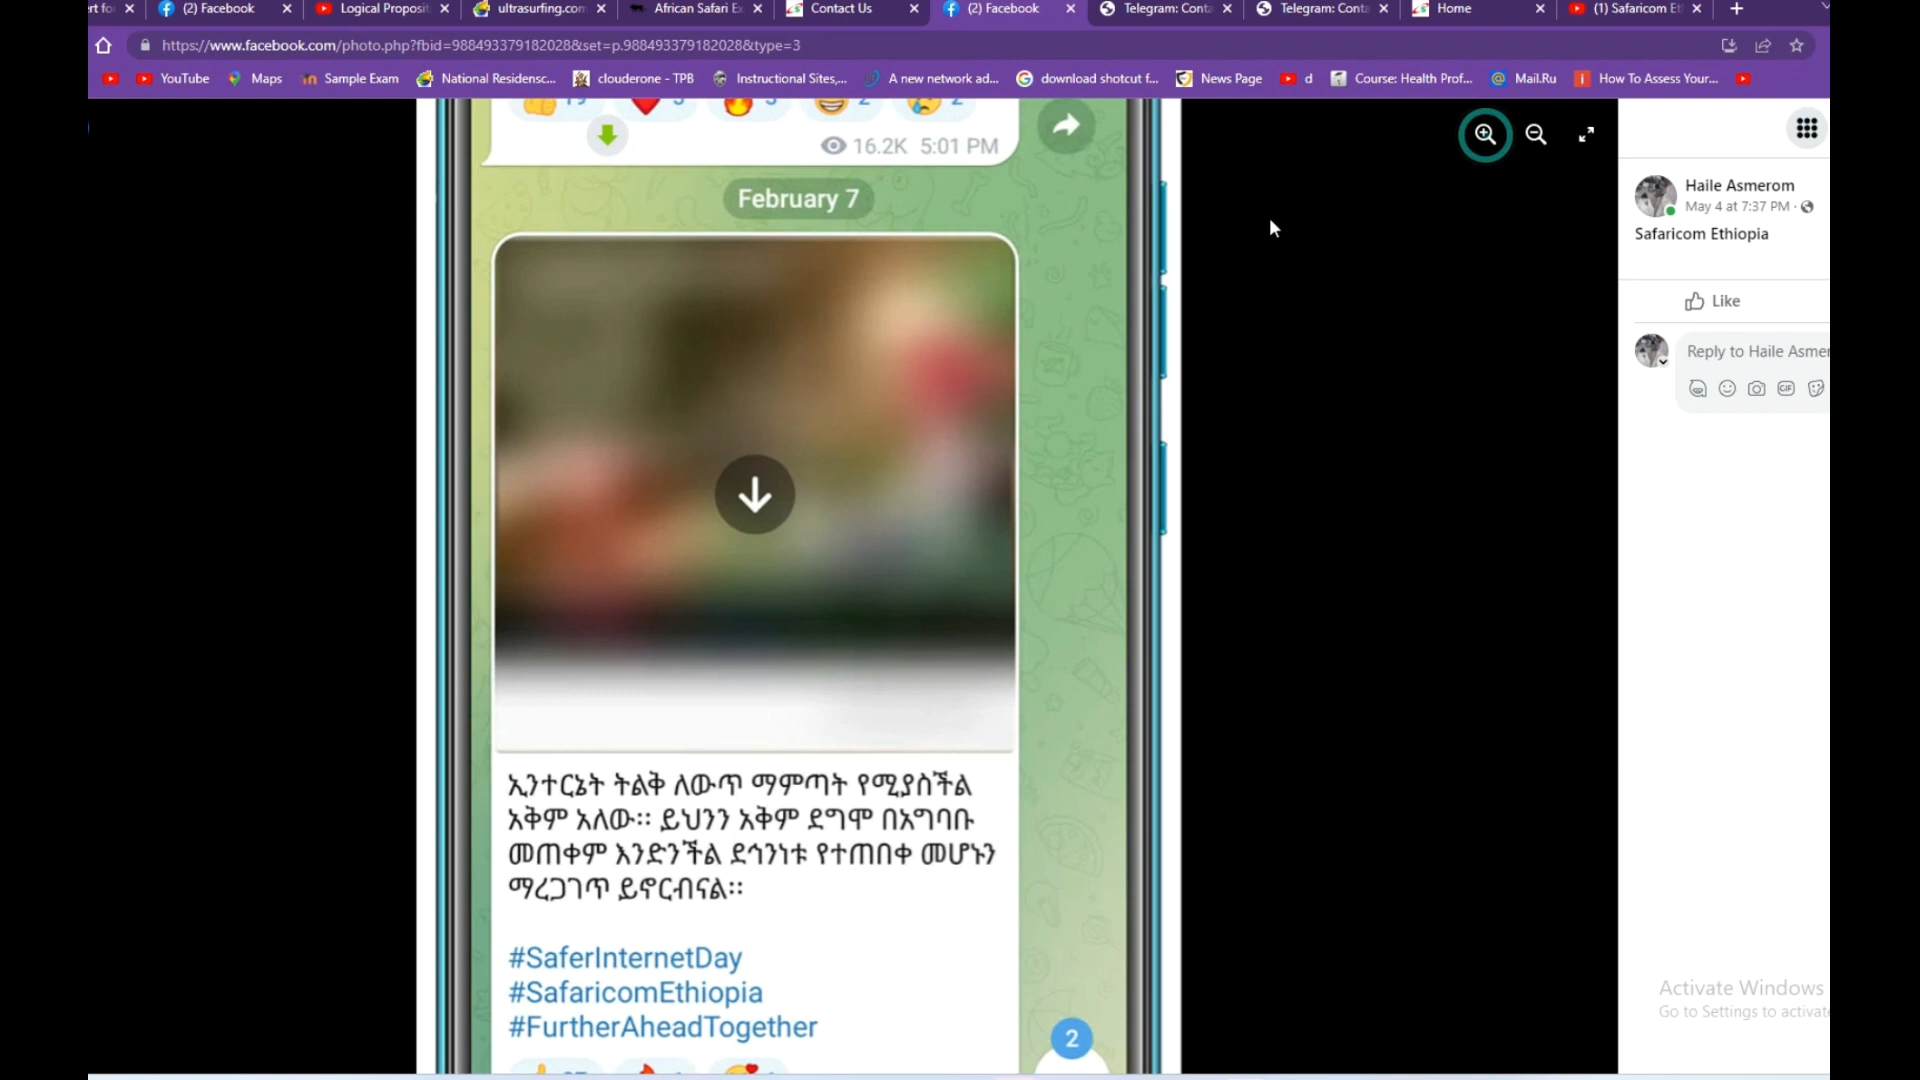 (2) Facebook
Logical Proposit
ultrasurfing.com
African Safari Ex
Contact Us
(2) Facebook
Telegram: Conta
Telegram: Conta
Home
(1) Safaricom Et
https://www.facebook.com/photo.php?fbid=988493379182028&set=p.988493379182028&type=3
YouTube
Maps
Sample Exam
National Residensc...
clouderone - TPB
Instructional Sites,...
A new network ad...
download shotcut f...
News Page
d
Course: Health Prof...
Mail.Ru
How To Assess Your...
16.2K 5:01 PM
February 7
ኢንተርኔት ትልቅ ለውጥ ማምጣት የሚያስችል
አቅም አለው፡፡ ይህንን አቅም ደግሞ በአግባቡ
መጠቀም እንድንችል ደኅንነቱ የተጠበቀ መሆኑን
ማረጋገጥ ይኖርብናል፡፡
#SaferInternetDay
#SafaricomEthiopia
#FurtherAheadTogether
2
Haile Asmerom
May 4 at 7:37 PM
Safaricom Ethiopia
Like
Reply to Haile Asmer
GIF
Activate Windows
Go to Settings to activate